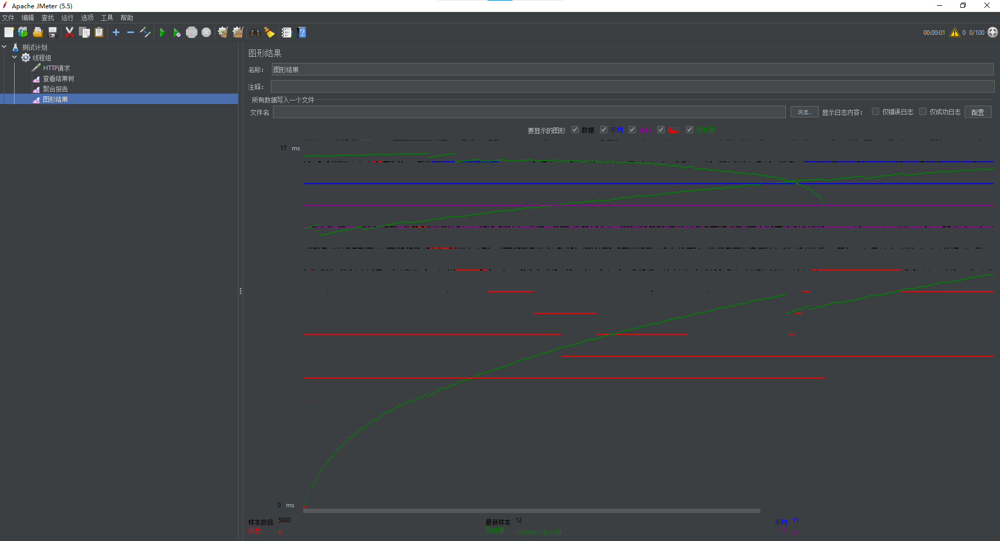 Apache JMeter (5.5)
文件 编辑 查找 运行 选项 工具 帮助
00:00:01 0 0/100
测试计划
线程组
HTTP请求
查看结果树
聚合报告
图形结果
图形结果
名称： 图形结果
注释：
所有数据写入一个文件
文件名 浏览... 显示日志内容： 仅错误日志 仅成功日志 配置
要显示的图形 数据 平均 中值 偏离 吞吐量
17 ms
0 ms
样本数目 5000 最新样本 12 平均 15
偏离 6 吞吐量 179,640.719/分钟